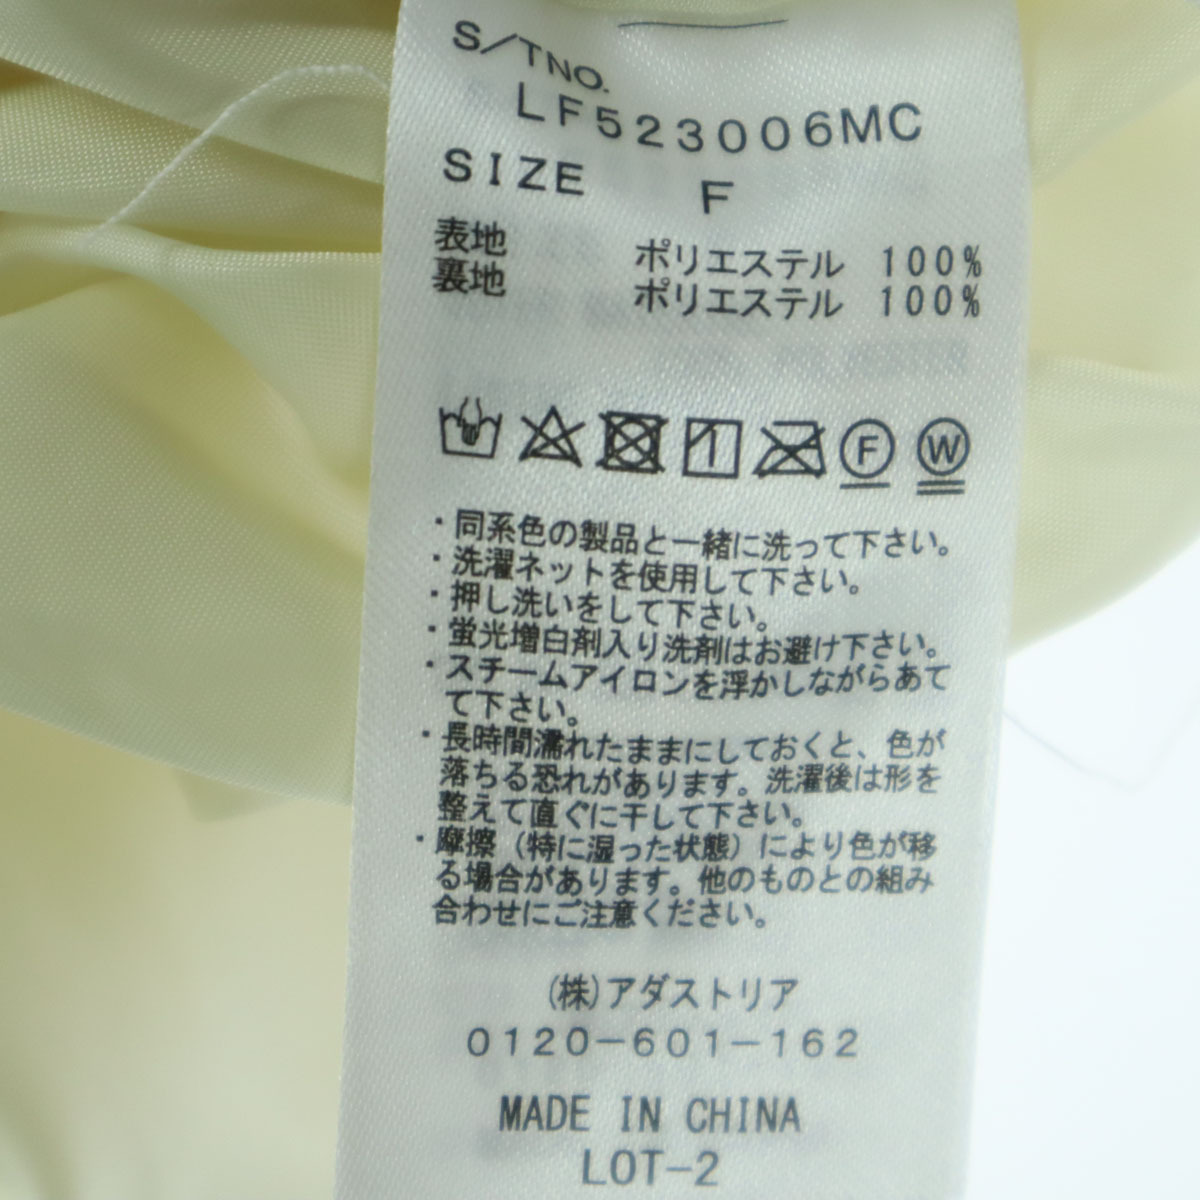 S/TNO.
LF523006MC
SIZE F
表地 ポリエステル 100%
裏地 ポリエステル 100%
F W
・同系色の製品と一緒に洗って下さい。
・洗濯ネットを使用して下さい。
・押し洗いをして下さい。
・蛍光増白剤入り洗剤はお避け下さい。
・スチームアイロンを浮かしながらあて
て下さい。
・長時間濡れたままにしておくと、色が
落ちる恐れがあります。洗濯後は形を
整えて直ぐに干して下さい。
・摩擦（特に湿った状態）により色が移
る場合があります。他のものとの組み
合わせにご注意ください。
(株)アダストリア
0120-601-162
MADE IN CHINA
LOT-2